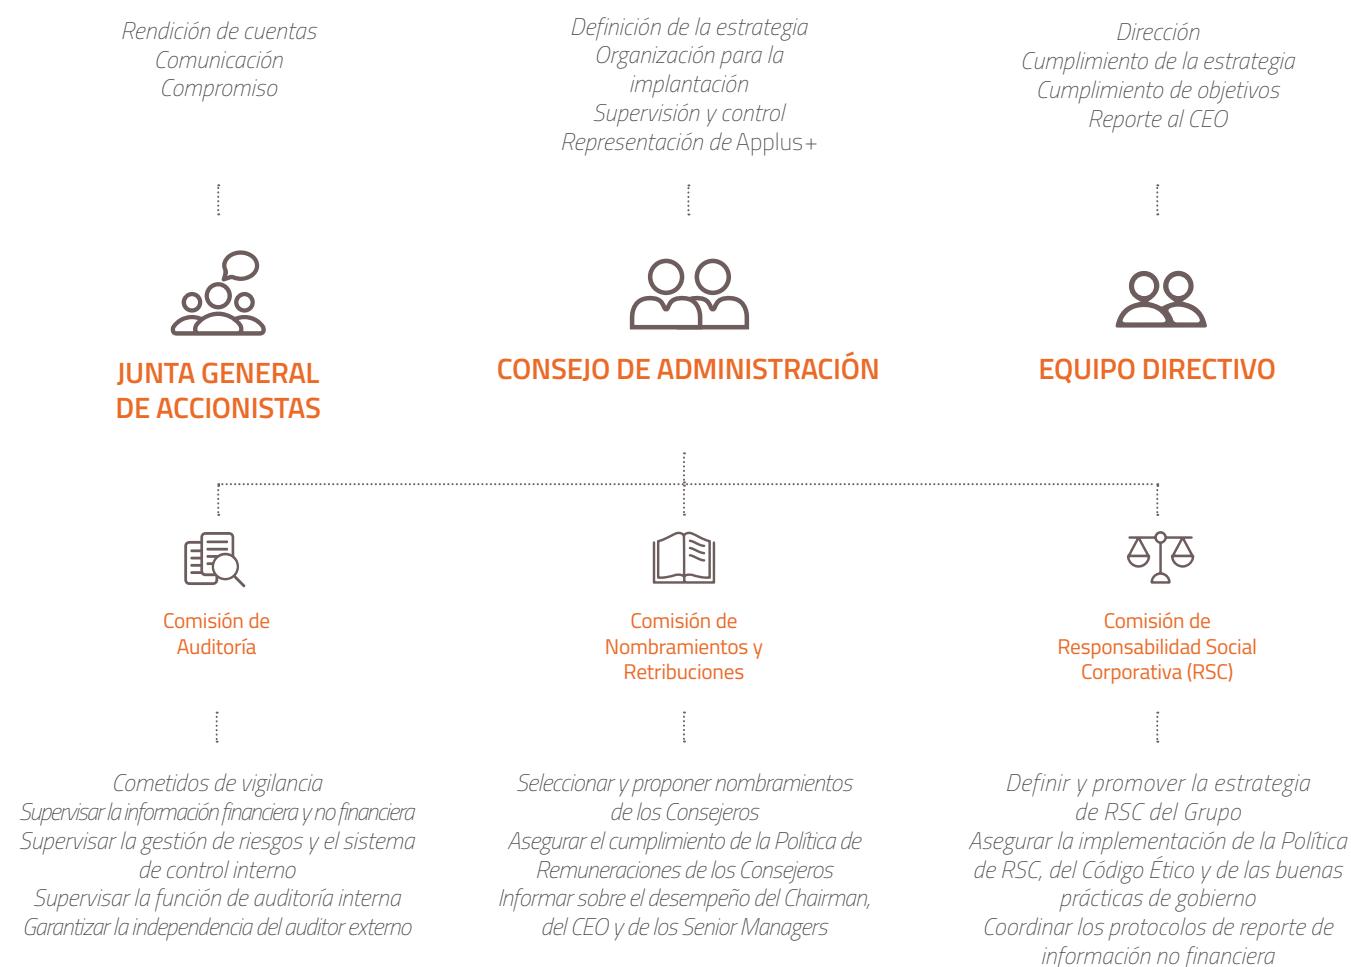 Rendición de cuentas
Comunicación
Compromiso
Definición de la estrategia
Organización para la
implantación
Supervisión y control
Representación de Applus+
Dirección
Cumplimiento de la estrategia
Cumplimiento de objetivos
Reporte al CEO
JUNTA GENERAL
DE ACCIONISTAS
CONSEJO DE ADMINISTRACIÓN
EQUIPO DIRECTIVO
Comisión de
Auditoría
Comisión de
Nombramientos y
Retribuciones
Comisión de
Responsabilidad Social
Corporativa (RSC)
Cometidos de vigilancia
Supervisar la información financiera y no financiera
Supervisar la gestión de riesgos y el sistema
de control interno
Supervisar la función de auditoría interna
Garantizar la independencia del auditor externo
Seleccionar y proponer nombramientos
de los Consejeros
Asegurar el cumplimiento de la Política de
Remuneraciones de los Consejeros
Informar sobre el desempeño del Chairman,
del CEO y de los Senior Managers
Definir y promover la estrategia
de RSC del Grupo
Asegurar la implementación de la Política
de RSC, del Código Ético y de las buenas
prácticas de gobierno
Coordinar los protocolos de reporte de
información no financiera